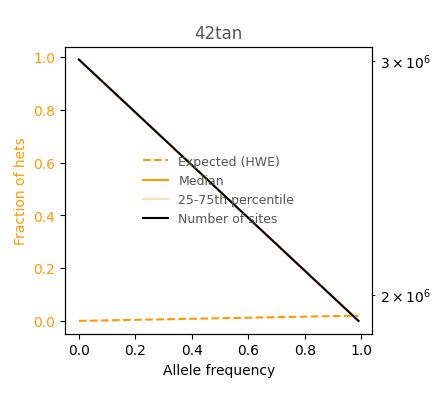 42tan
Fraction of hets
1.0
0.8
0.6
0.4
0.2
0.0
3 × 10⁶
2 × 10⁶
Expected (HWE)
Median
25-75th percentile
Number of sites
0.0 0.2 0.4 0.6 0.8 1.0
Allele frequency